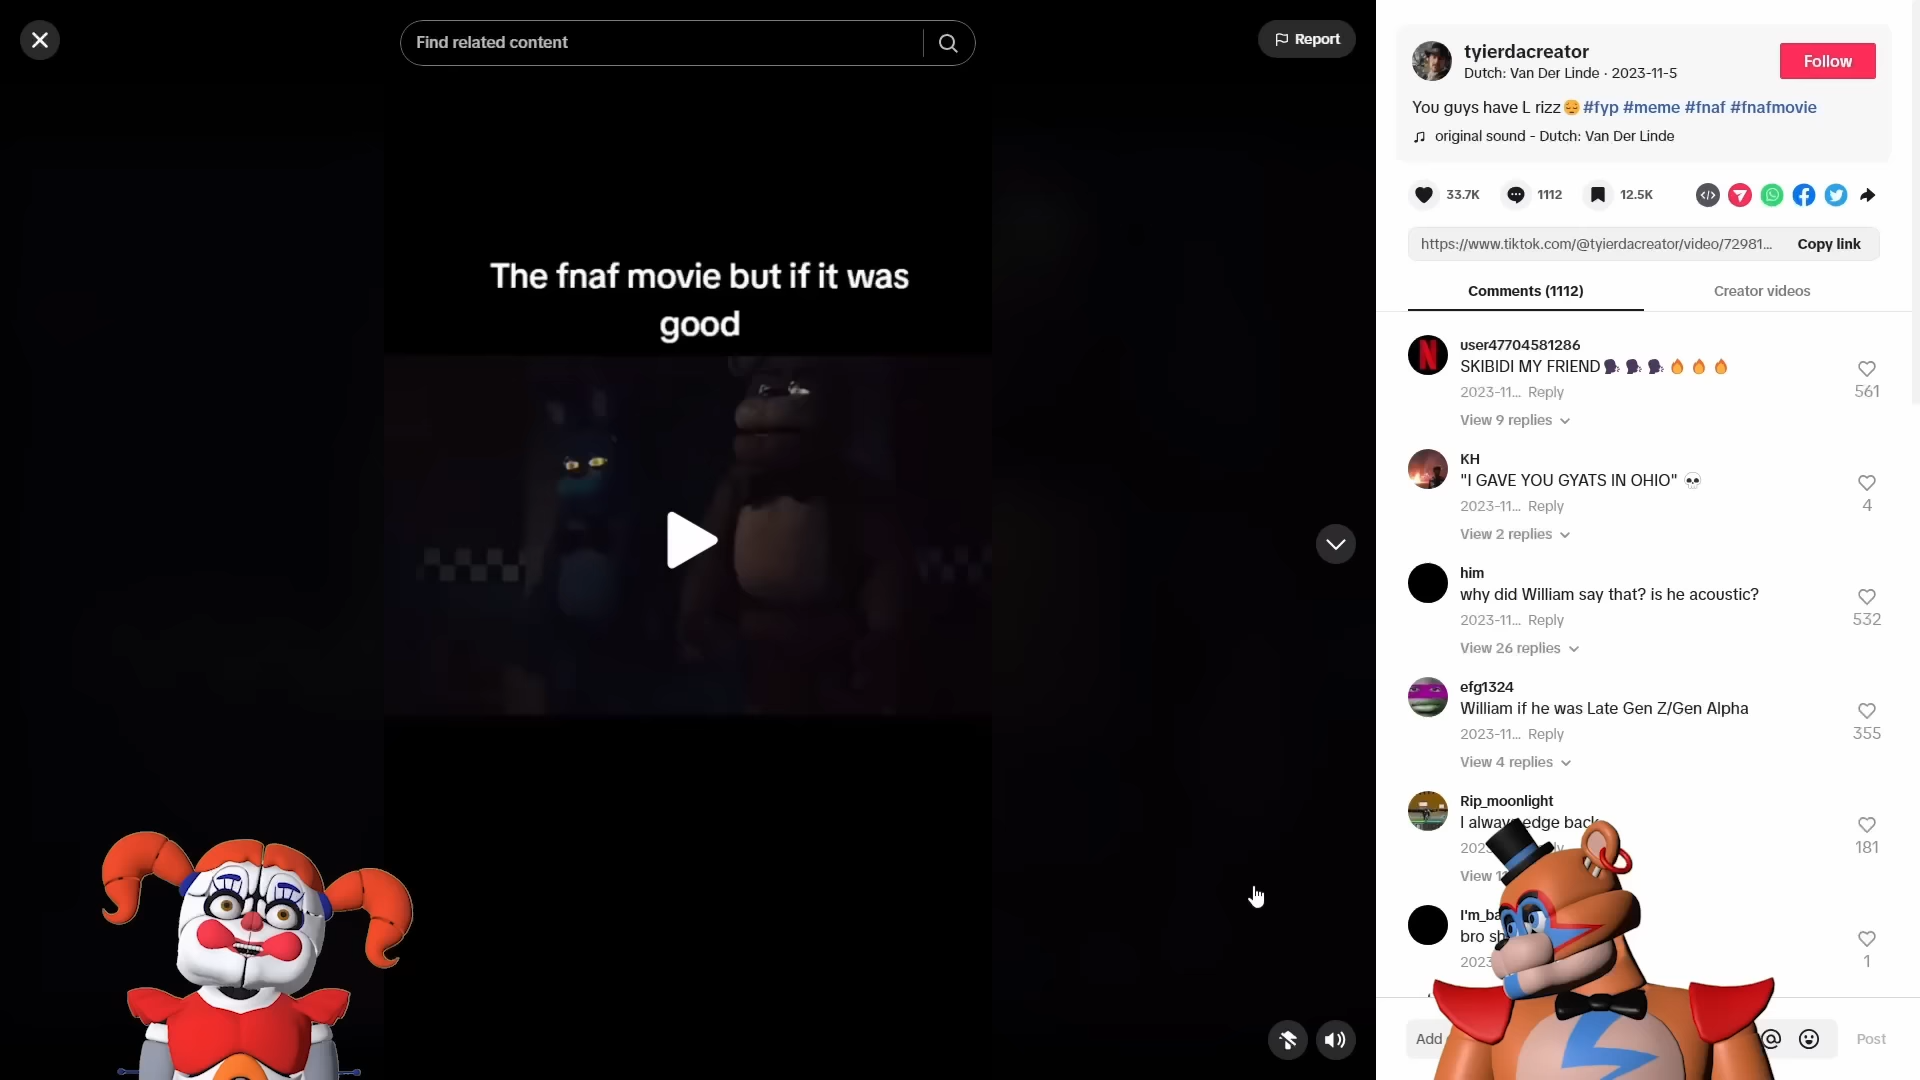 Find related content
Report
The fnaf movie but if it was
good
tyierdacreator
Dutch: Van Der Linde · 2023-11-5
Follow
You guys have L rizz😔 #fyp #meme #fnaf #fnafmovie
original sound - Dutch: Van Der Linde
33.7K
1112
12.5K
https://www.tiktok.com/@tyierdacreator/video/72981...
Copy link
Comments (1112)
Creator videos
user47704581286
SKIBIDI MY FRIEND🗣️🗣️🗣️🔥🔥🔥
561
2023-11... Reply
View 9 replies
KH
"I GAVE YOU GYATS IN OHIO" 💀
4
2023-11... Reply
View 2 replies
him
why did William say that? is he acoustic?
532
2023-11... Reply
View 26 replies
efg1324
William if he was Late Gen Z/Gen Alpha
355
2023-11... Reply
View 4 replies
Rip_moonlight
I edge back
181
View
bro
1
Add
Post